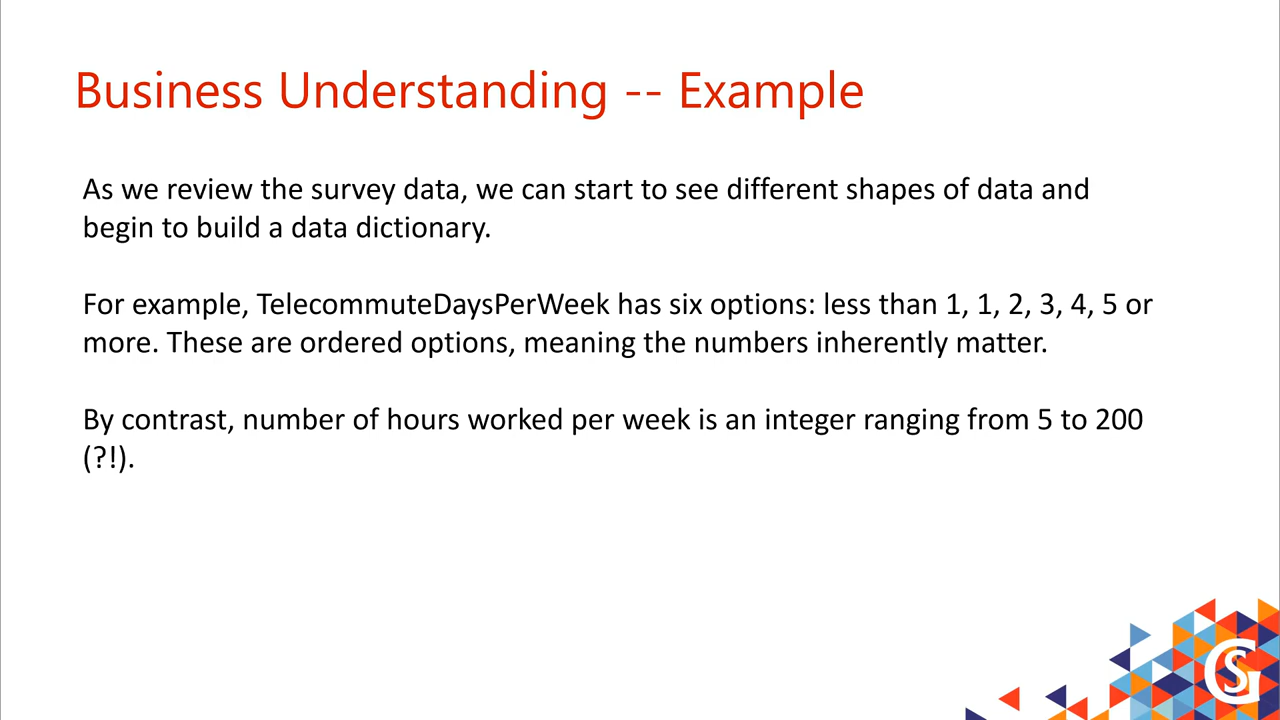 Business Understanding -- Example
As we review the survey data, we can start to see different shapes of data and
begin to build a data dictionary.
For example, TelecommuteDaysPerWeek has six options: less than 1, 1, 2, 3, 4, 5 or
more. These are ordered options, meaning the numbers inherently matter.
By contrast, number of hours worked per week is an integer ranging from 5 to 200
(?!).
GS